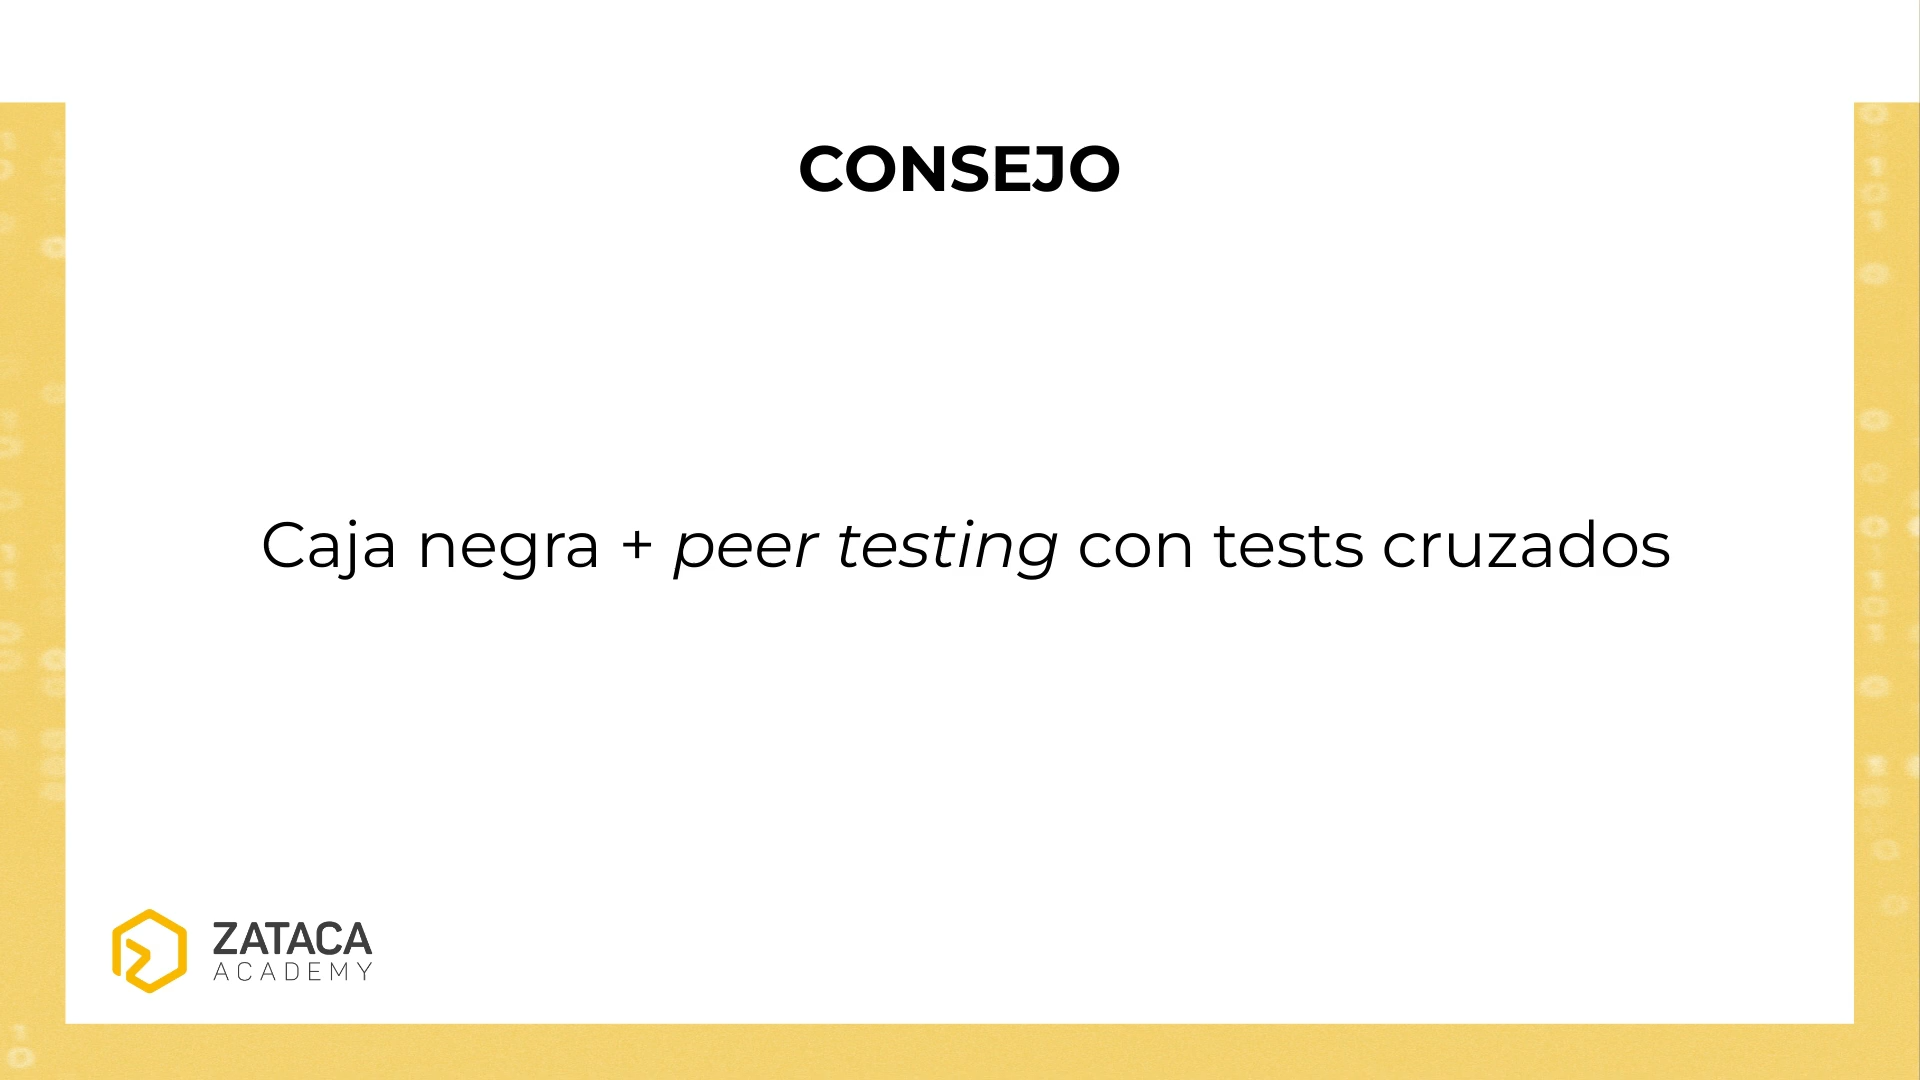 CONSEJO
Caja negra + peer testing con tests cruzados
ZATACA
ACADEMY